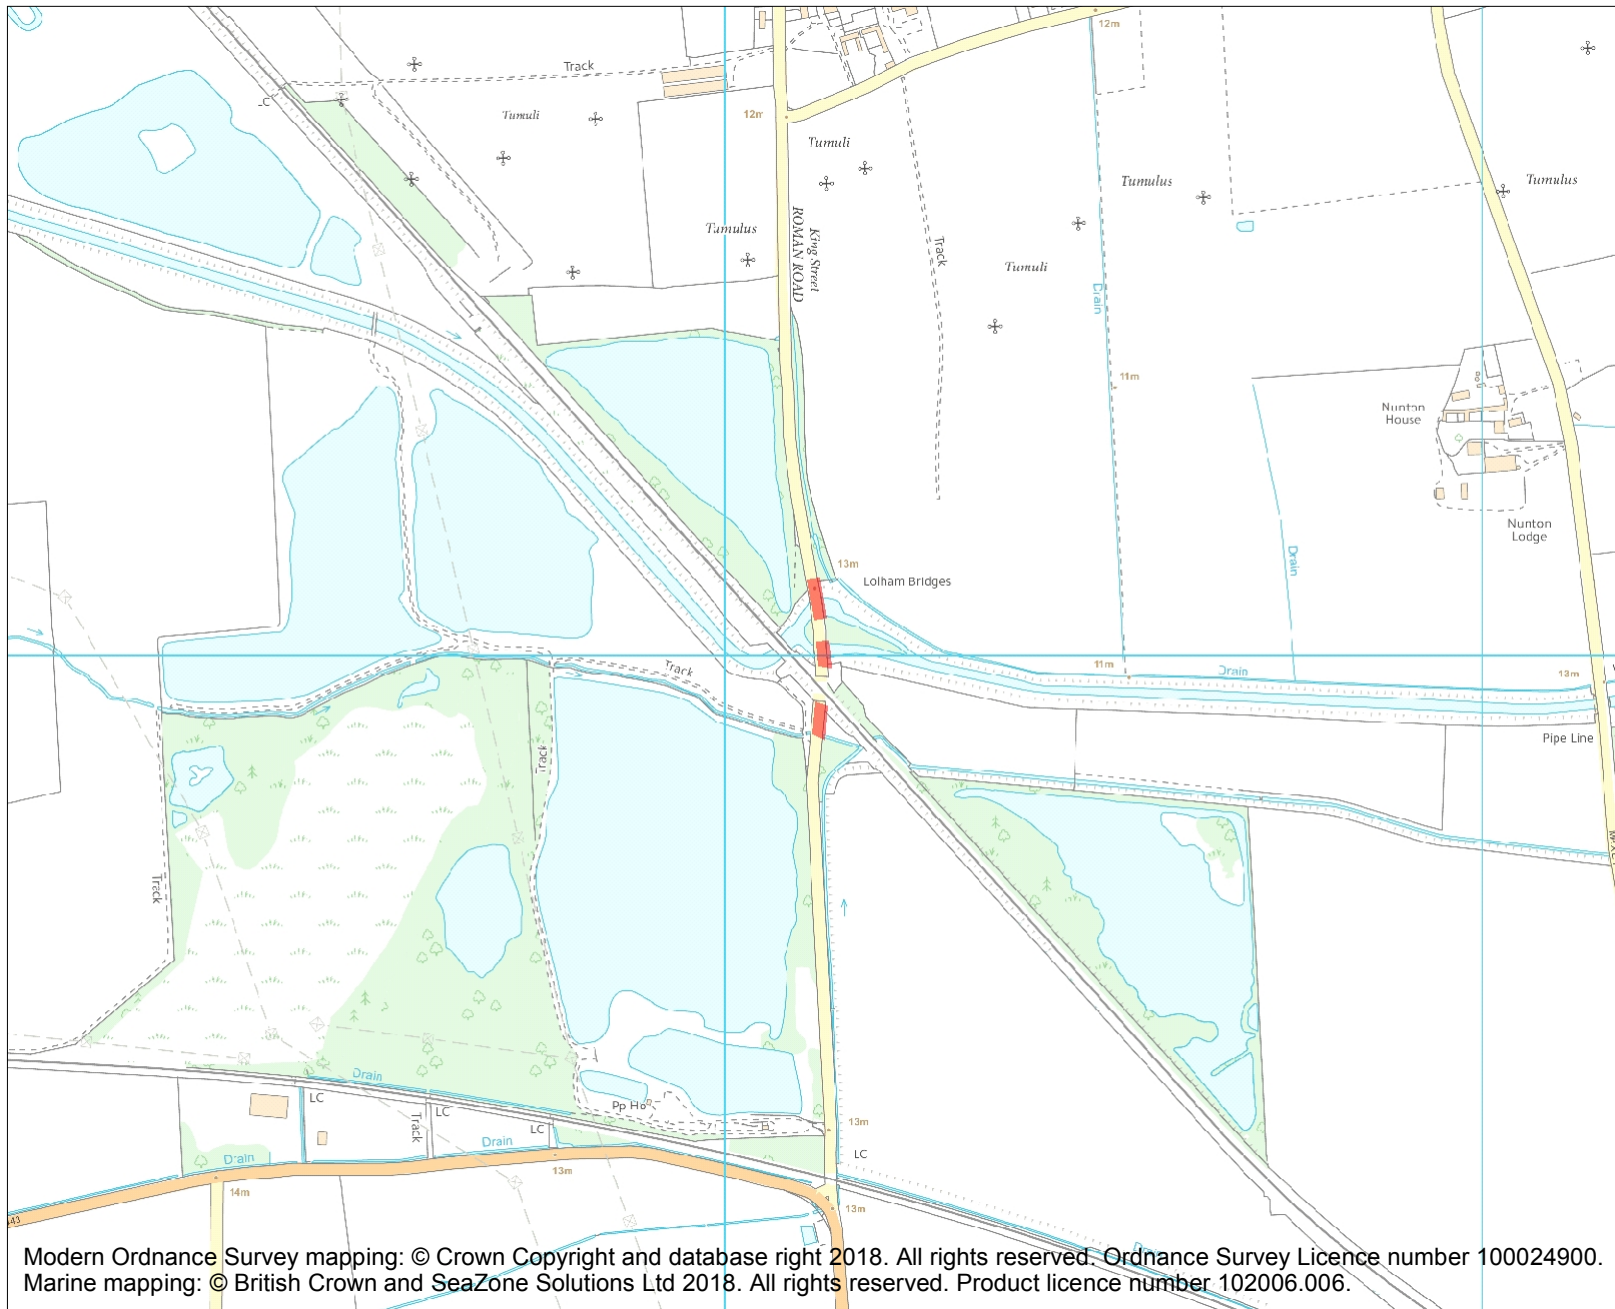 12m
Track
LC
Tumuli
12m
Tumuli
Tumulus
Tumulus
Tumulus
King Street
ROMAN ROAD
Track
Tumuli
Drain
11m
Nunton
House
Nunton
Lodge
Drain
13m
Lolham Bridges
Track
11m
Drain
13m
Pipe Line
Track
Track
Drain
LC
Track
LC
Pp Ho
LC
13m
LC
Drain
Drain
13m
14m
13m
Drain
Modern Ordnance Survey mapping: © Crown Copyright and database right 2018. All rights reserved. Ordnance Survey Licence number 100024900.
Marine mapping: © British Crown and SeaZone Solutions Ltd 2018. All rights reserved. Product licence number 102006.006.